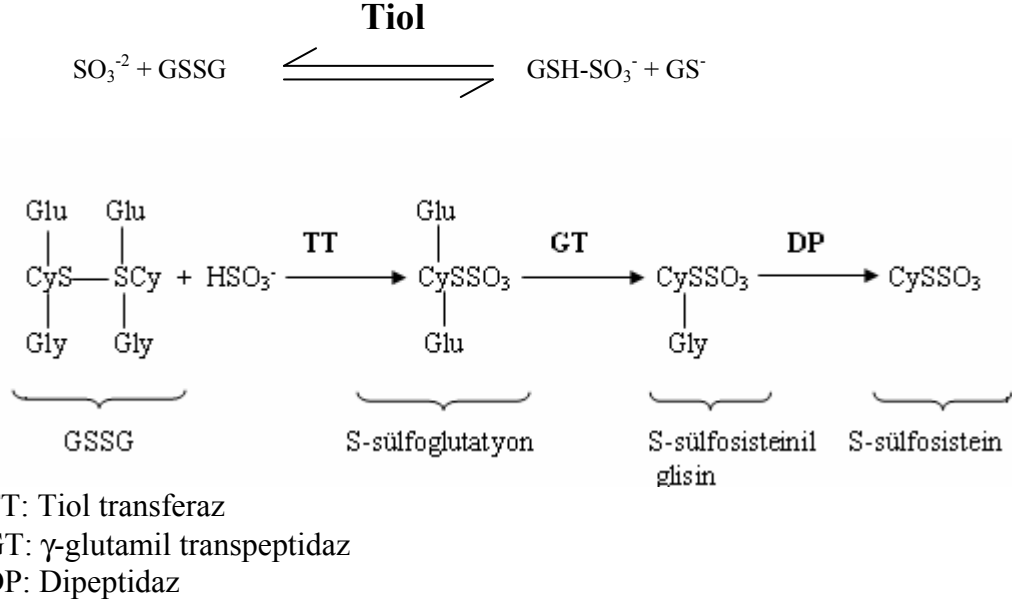 Tiol
SO₃⁻² + GSSG GSH-SO₃⁻ + GS⁻
Glu Glu Glu
TT GT DP
CyS SCy + HSO₃⁻ CySSO₃ CySSO₃ CySSO₃
Gly Gly Glu Gly
GSSG S-sülfoglutatyon S-sülfosisteinil S-sülfosistein
glisin
T: Tiol transferaz
GT: γ-glutamil transpeptidaz
DP: Dipeptidaz